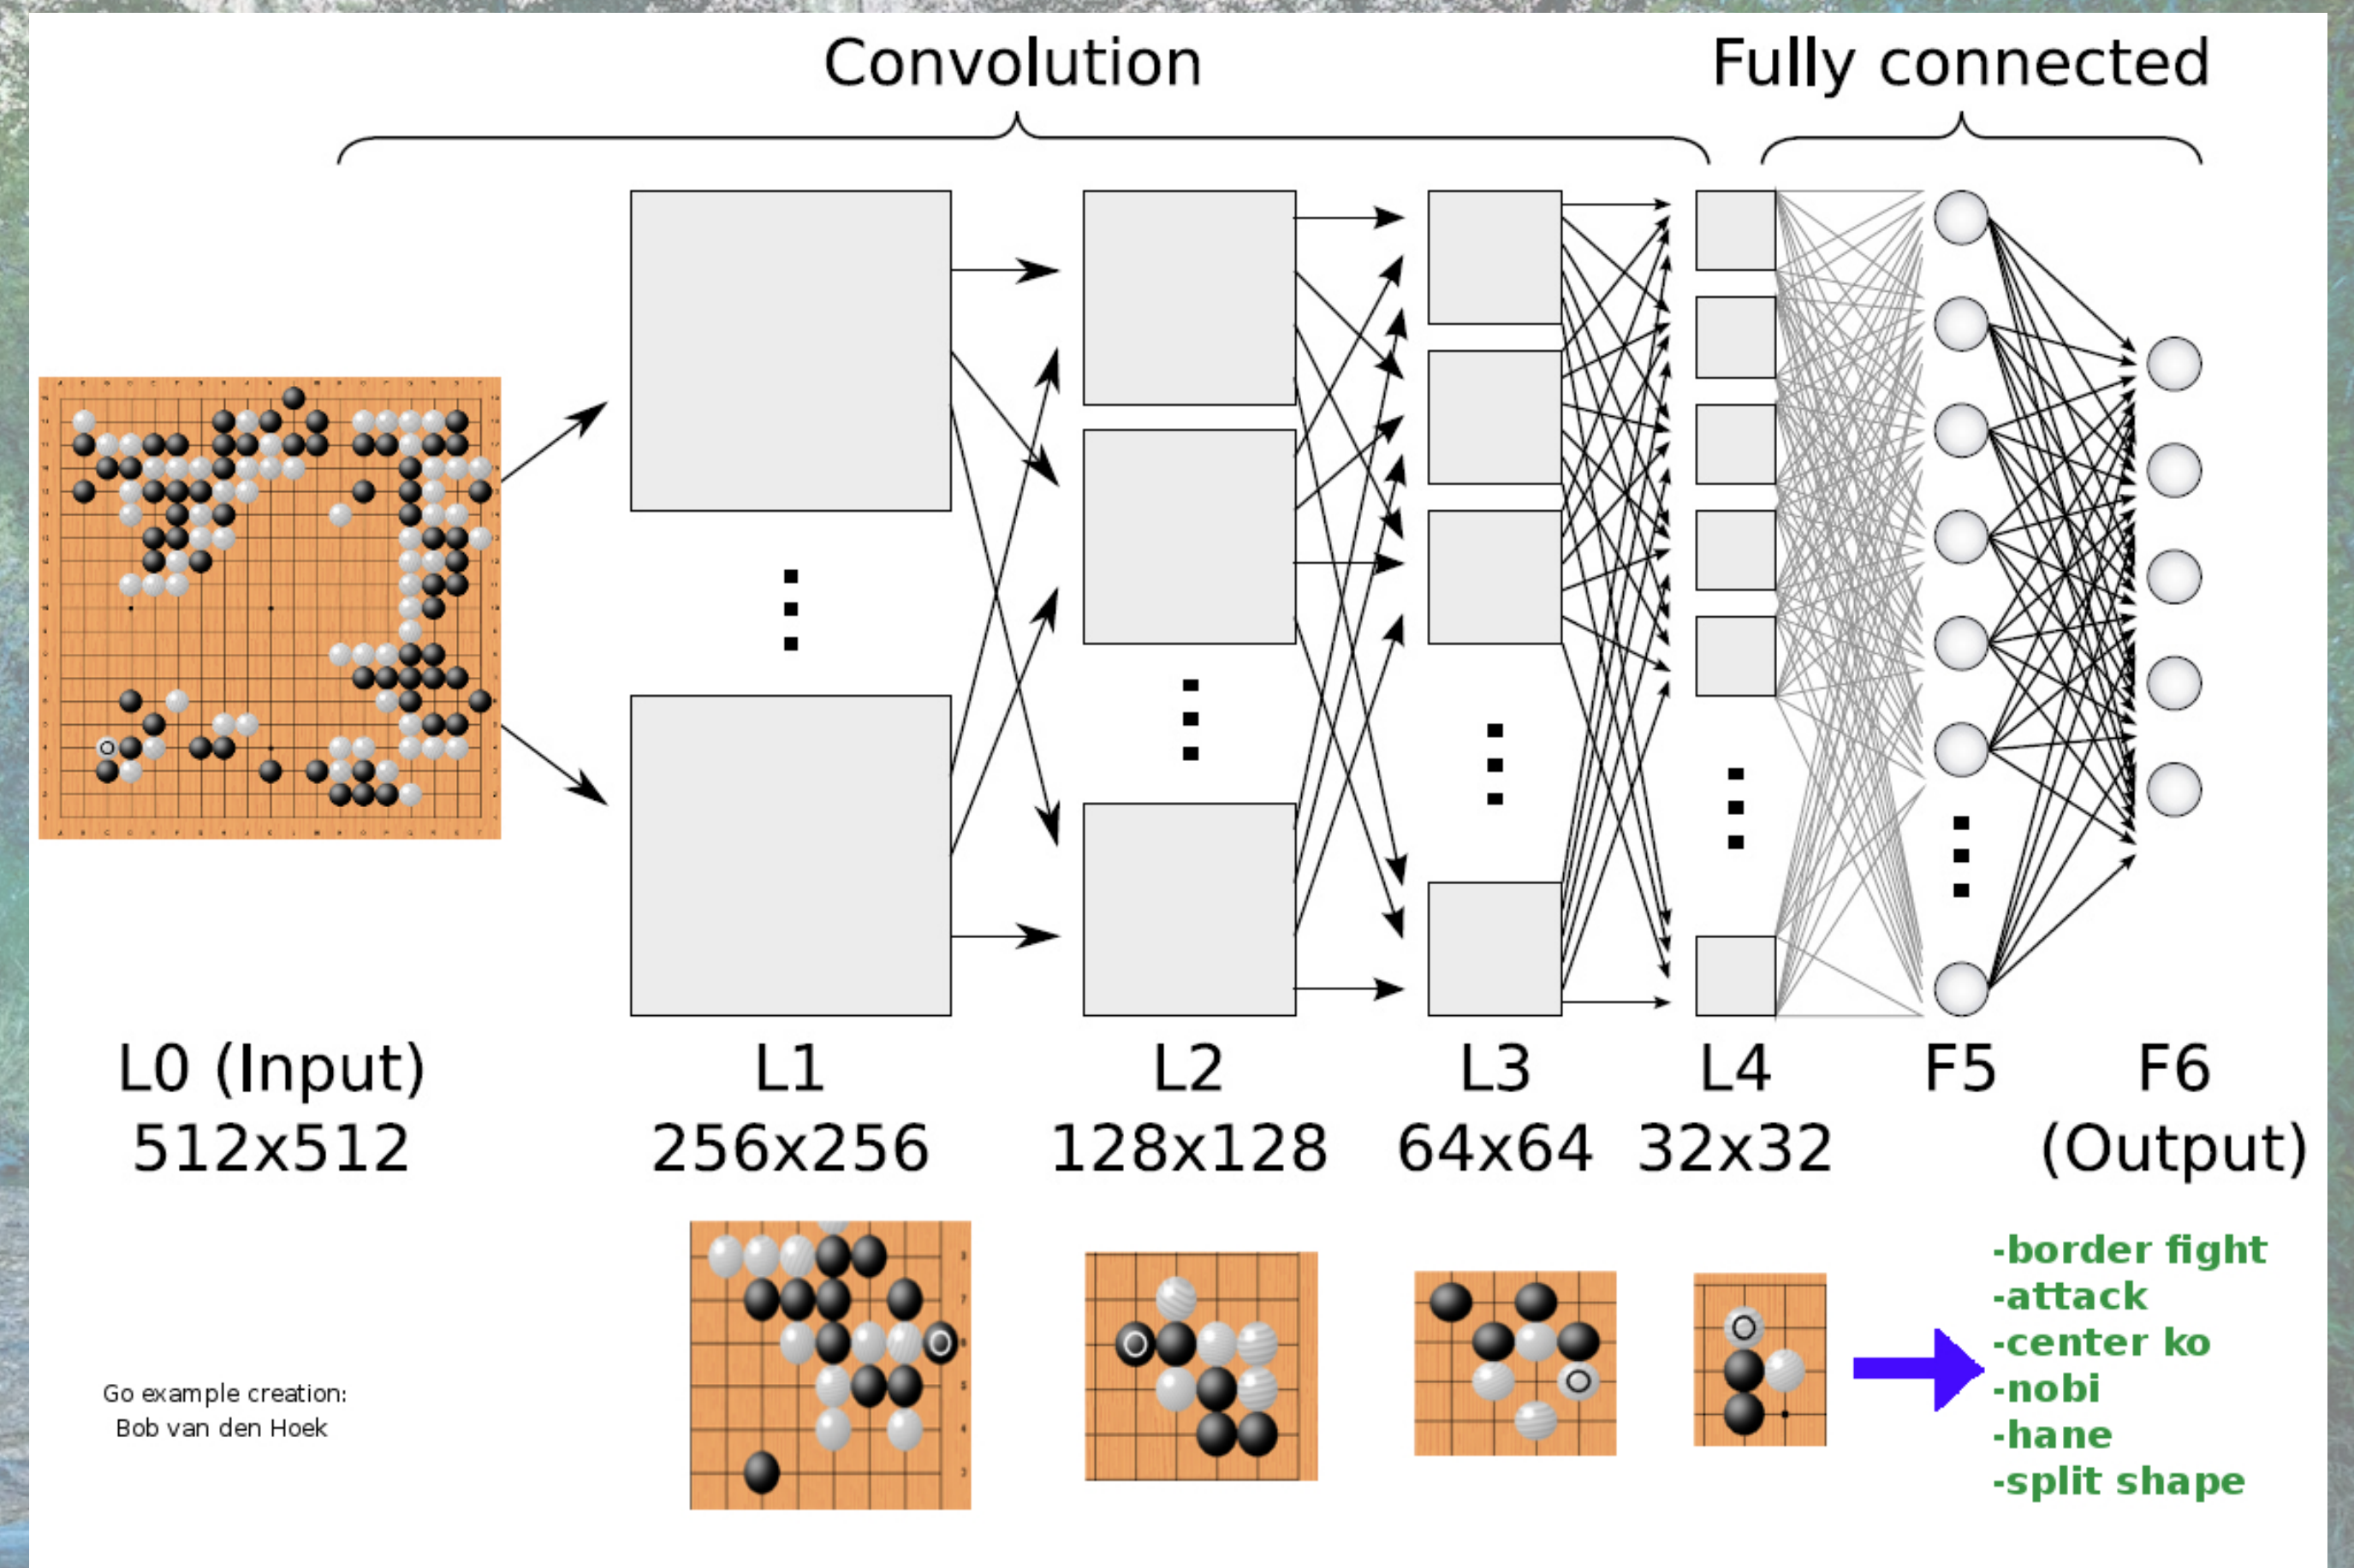 Convolution
Fully connected
L0 (Input)
512x512
L1
256x256
L2
128x128
L3
64x64
L4
32x32
F5
F6
(Output)
Go example creation:
Bob van den Hoek
-border fight
-attack
-center ko
-nobi
-hane
-split shape